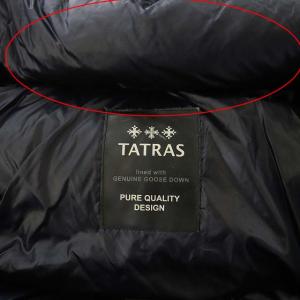 TATRAS
lined with
GENUINE GOOSE DOWN
PURE QUALITY
DESIGN